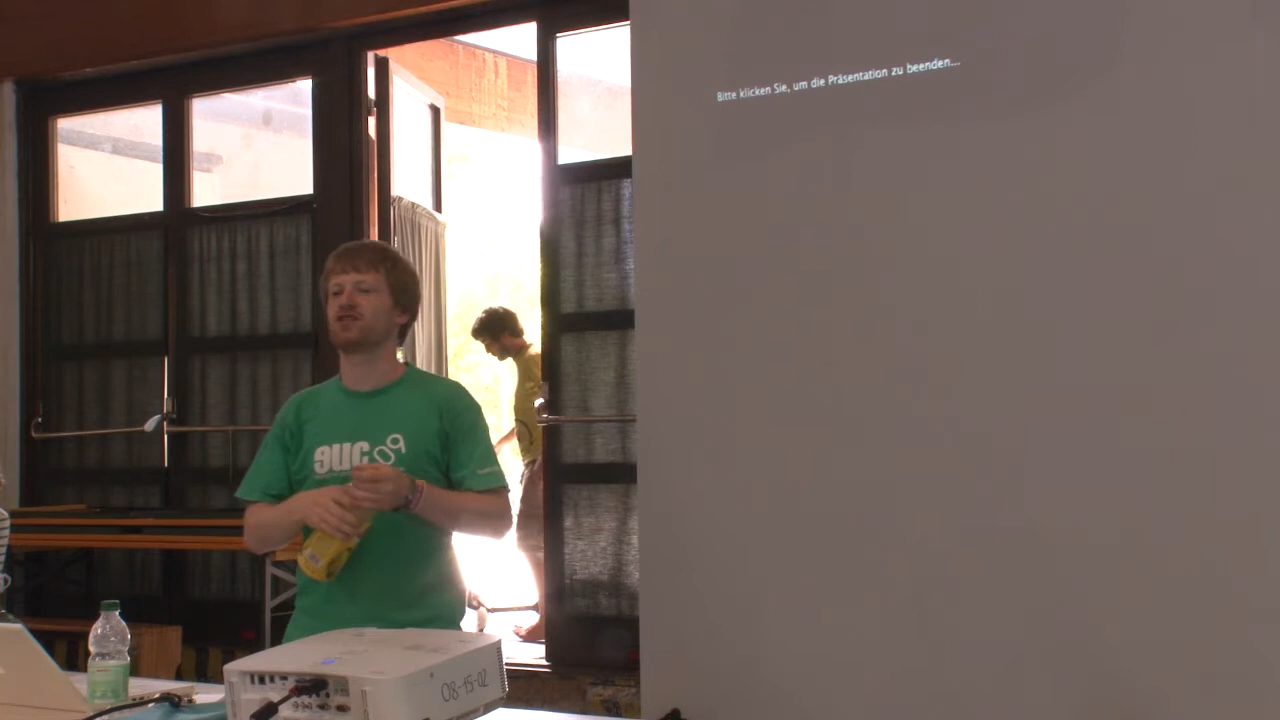 Bitte klicken Sie, um die Präsentation zu beenden...
euc 09
08-15-02